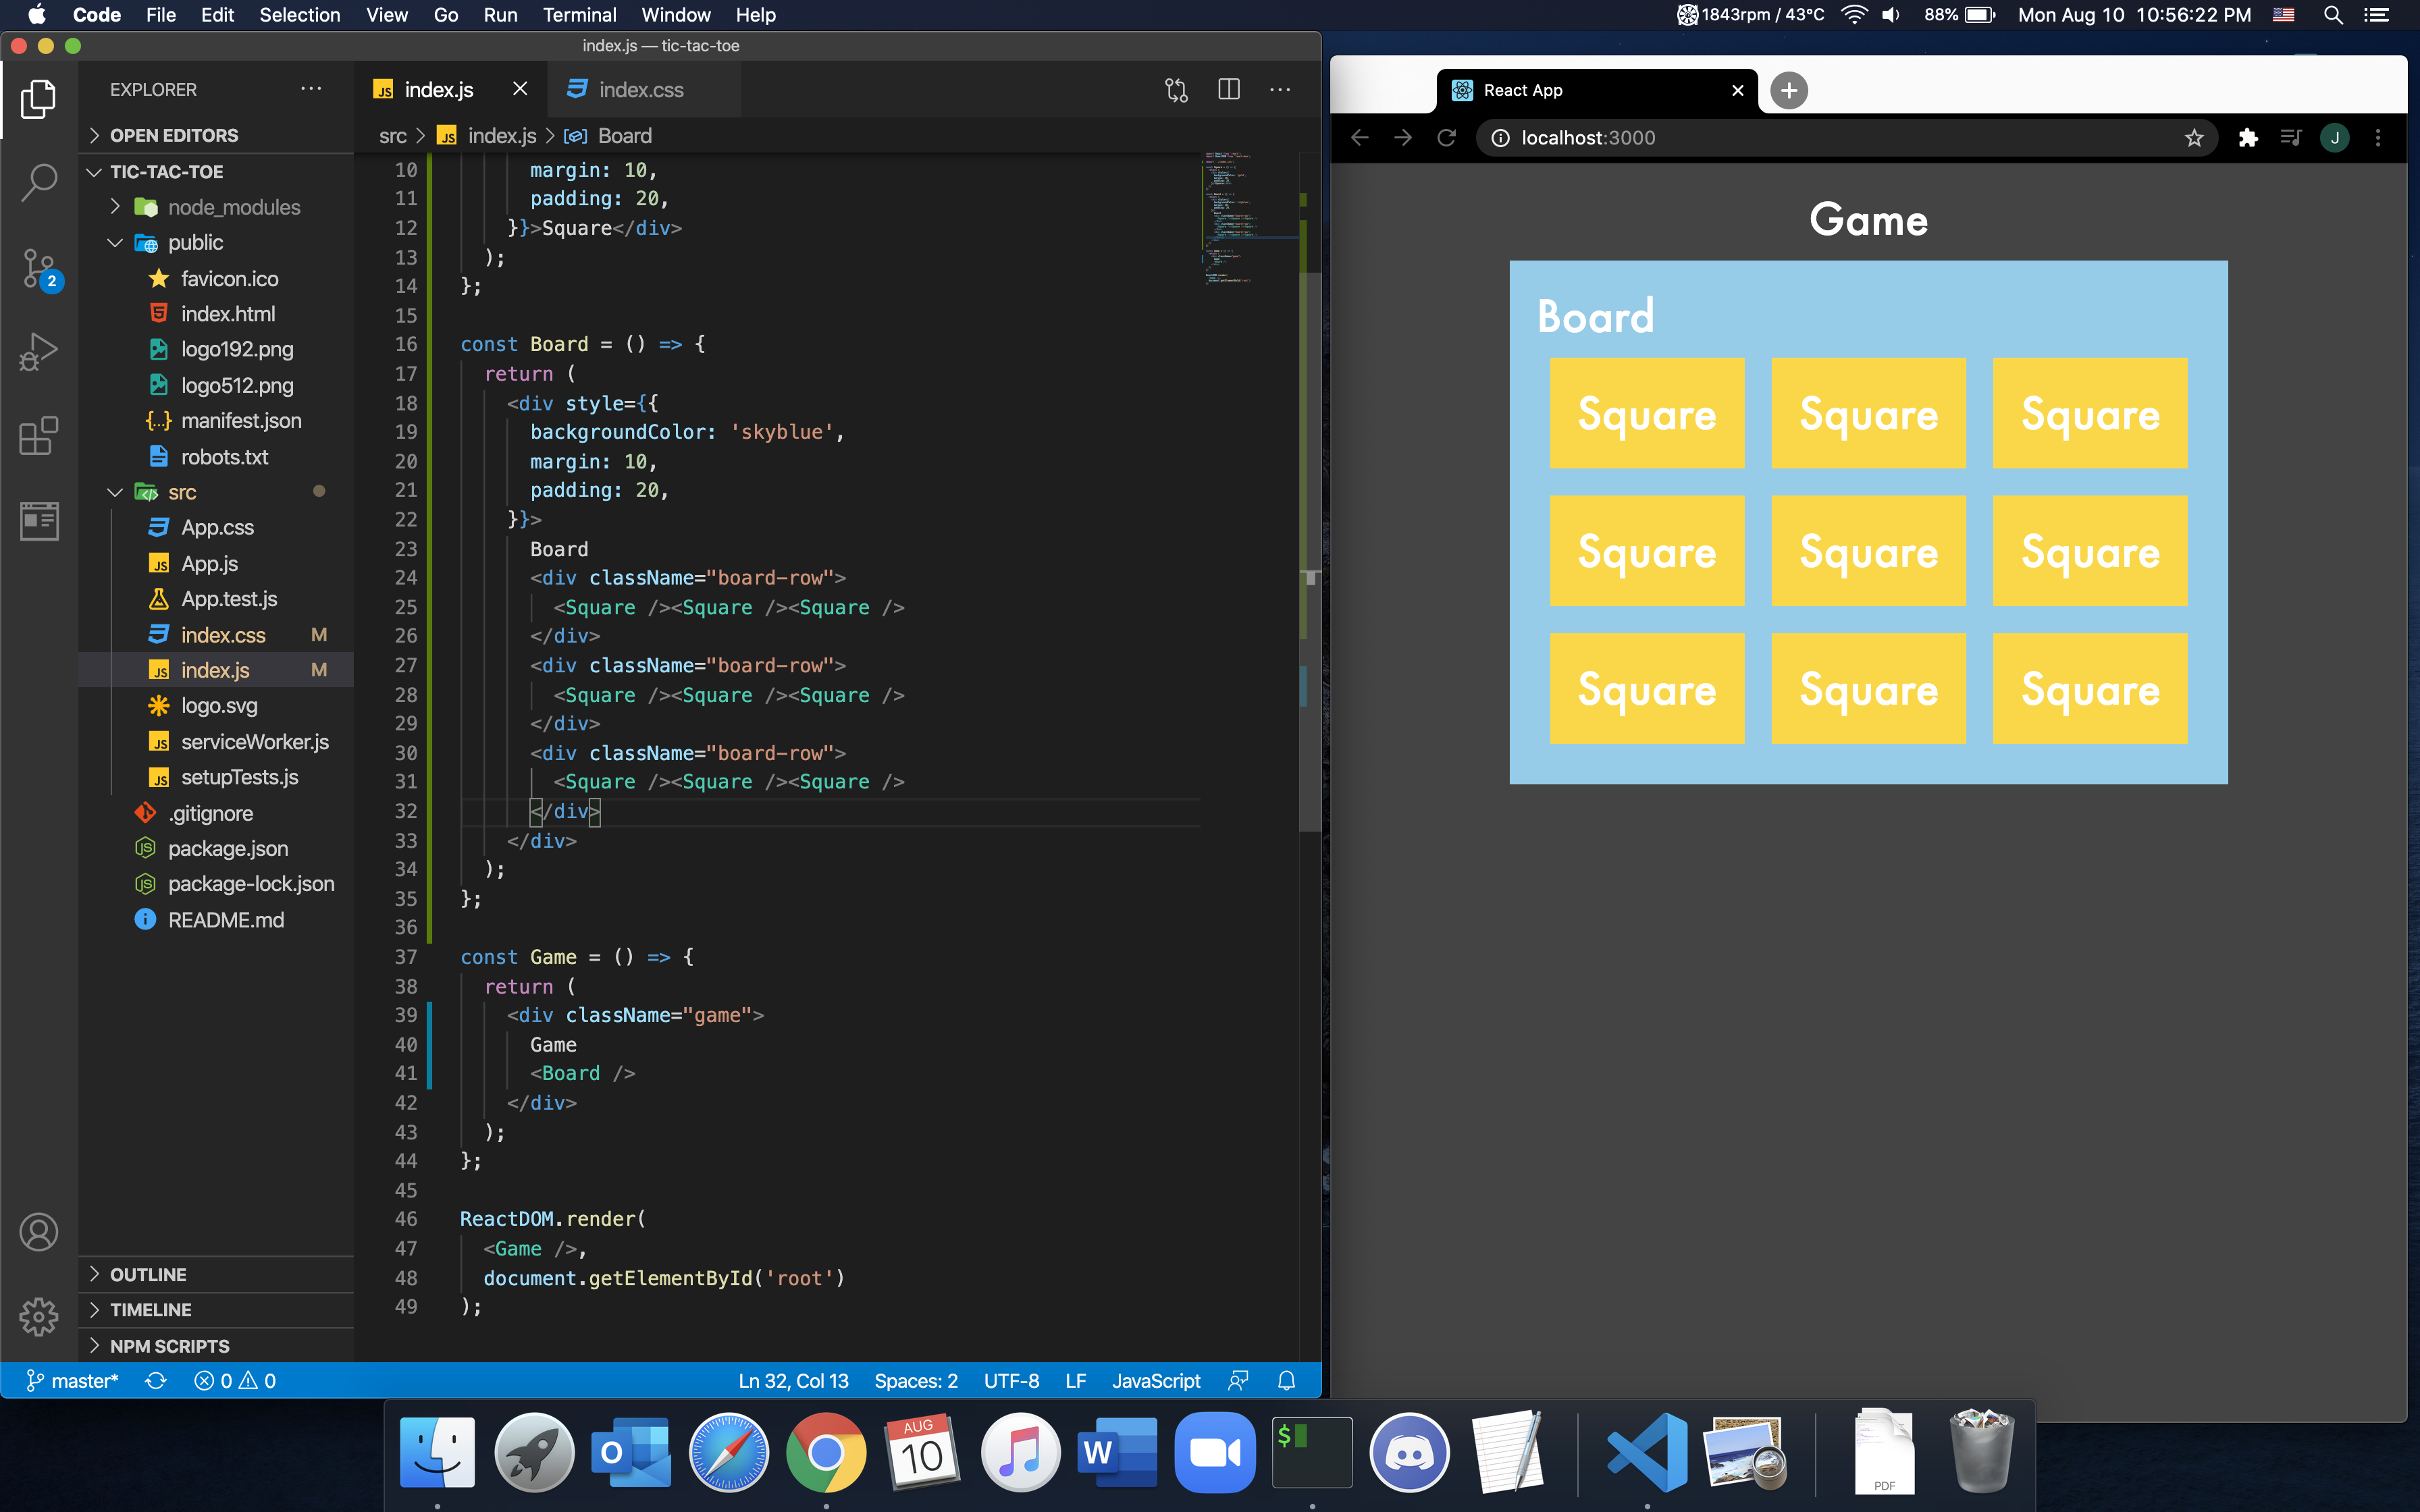 Code File Edit Selection View Go Run Terminal Window Help
1843rpm / 43°C 88% Mon Aug 10 10:56:22 PM
index.js — tic-tac-toe
EXPLORER
OPEN EDITORS
TIC-TAC-TOE
node_modules
public
favicon.ico
index.html
logo192.png
logo512.png
manifest.json
robots.txt
src
App.css
App.js
App.test.js
index.css M
index.js M
logo.svg
serviceWorker.js
setupTests.js
.gitignore
package.json
package-lock.json
README.md
OUTLINE
TIMELINE
NPM SCRIPTS
2
index.js index.css
src > index.js > Board
10 margin: 10,
11 padding: 20,
12 }}>Square</div>
13 );
14 };
15
16 const Board = () => {
17 return (
18 <div style={{
19 backgroundColor: 'skyblue',
20 margin: 10,
21 padding: 20,
22 }}>
23 Board
24 <div className="board-row">
25 <Square /><Square /><Square />
26 </div>
27 <div className="board-row">
28 <Square /><Square /><Square />
29 </div>
30 <div className="board-row">
31 <Square /><Square /><Square />
32 </div>
33 </div>
34 );
35 };
36
37 const Game = () => {
38 return (
39 <div className="game">
40 Game
41 <Board />
42 </div>
43 );
44 };
45
46 ReactDOM.render(
47 <Game />,
48 document.getElementById('root')
49 );
master* 0 0 Ln 32, Col 13 Spaces: 2 UTF-8 LF JavaScript
React App
localhost:3000
J
Game
Board
Square Square Square
Square Square Square
Square Square Square
AUG
10
W
$
PDF